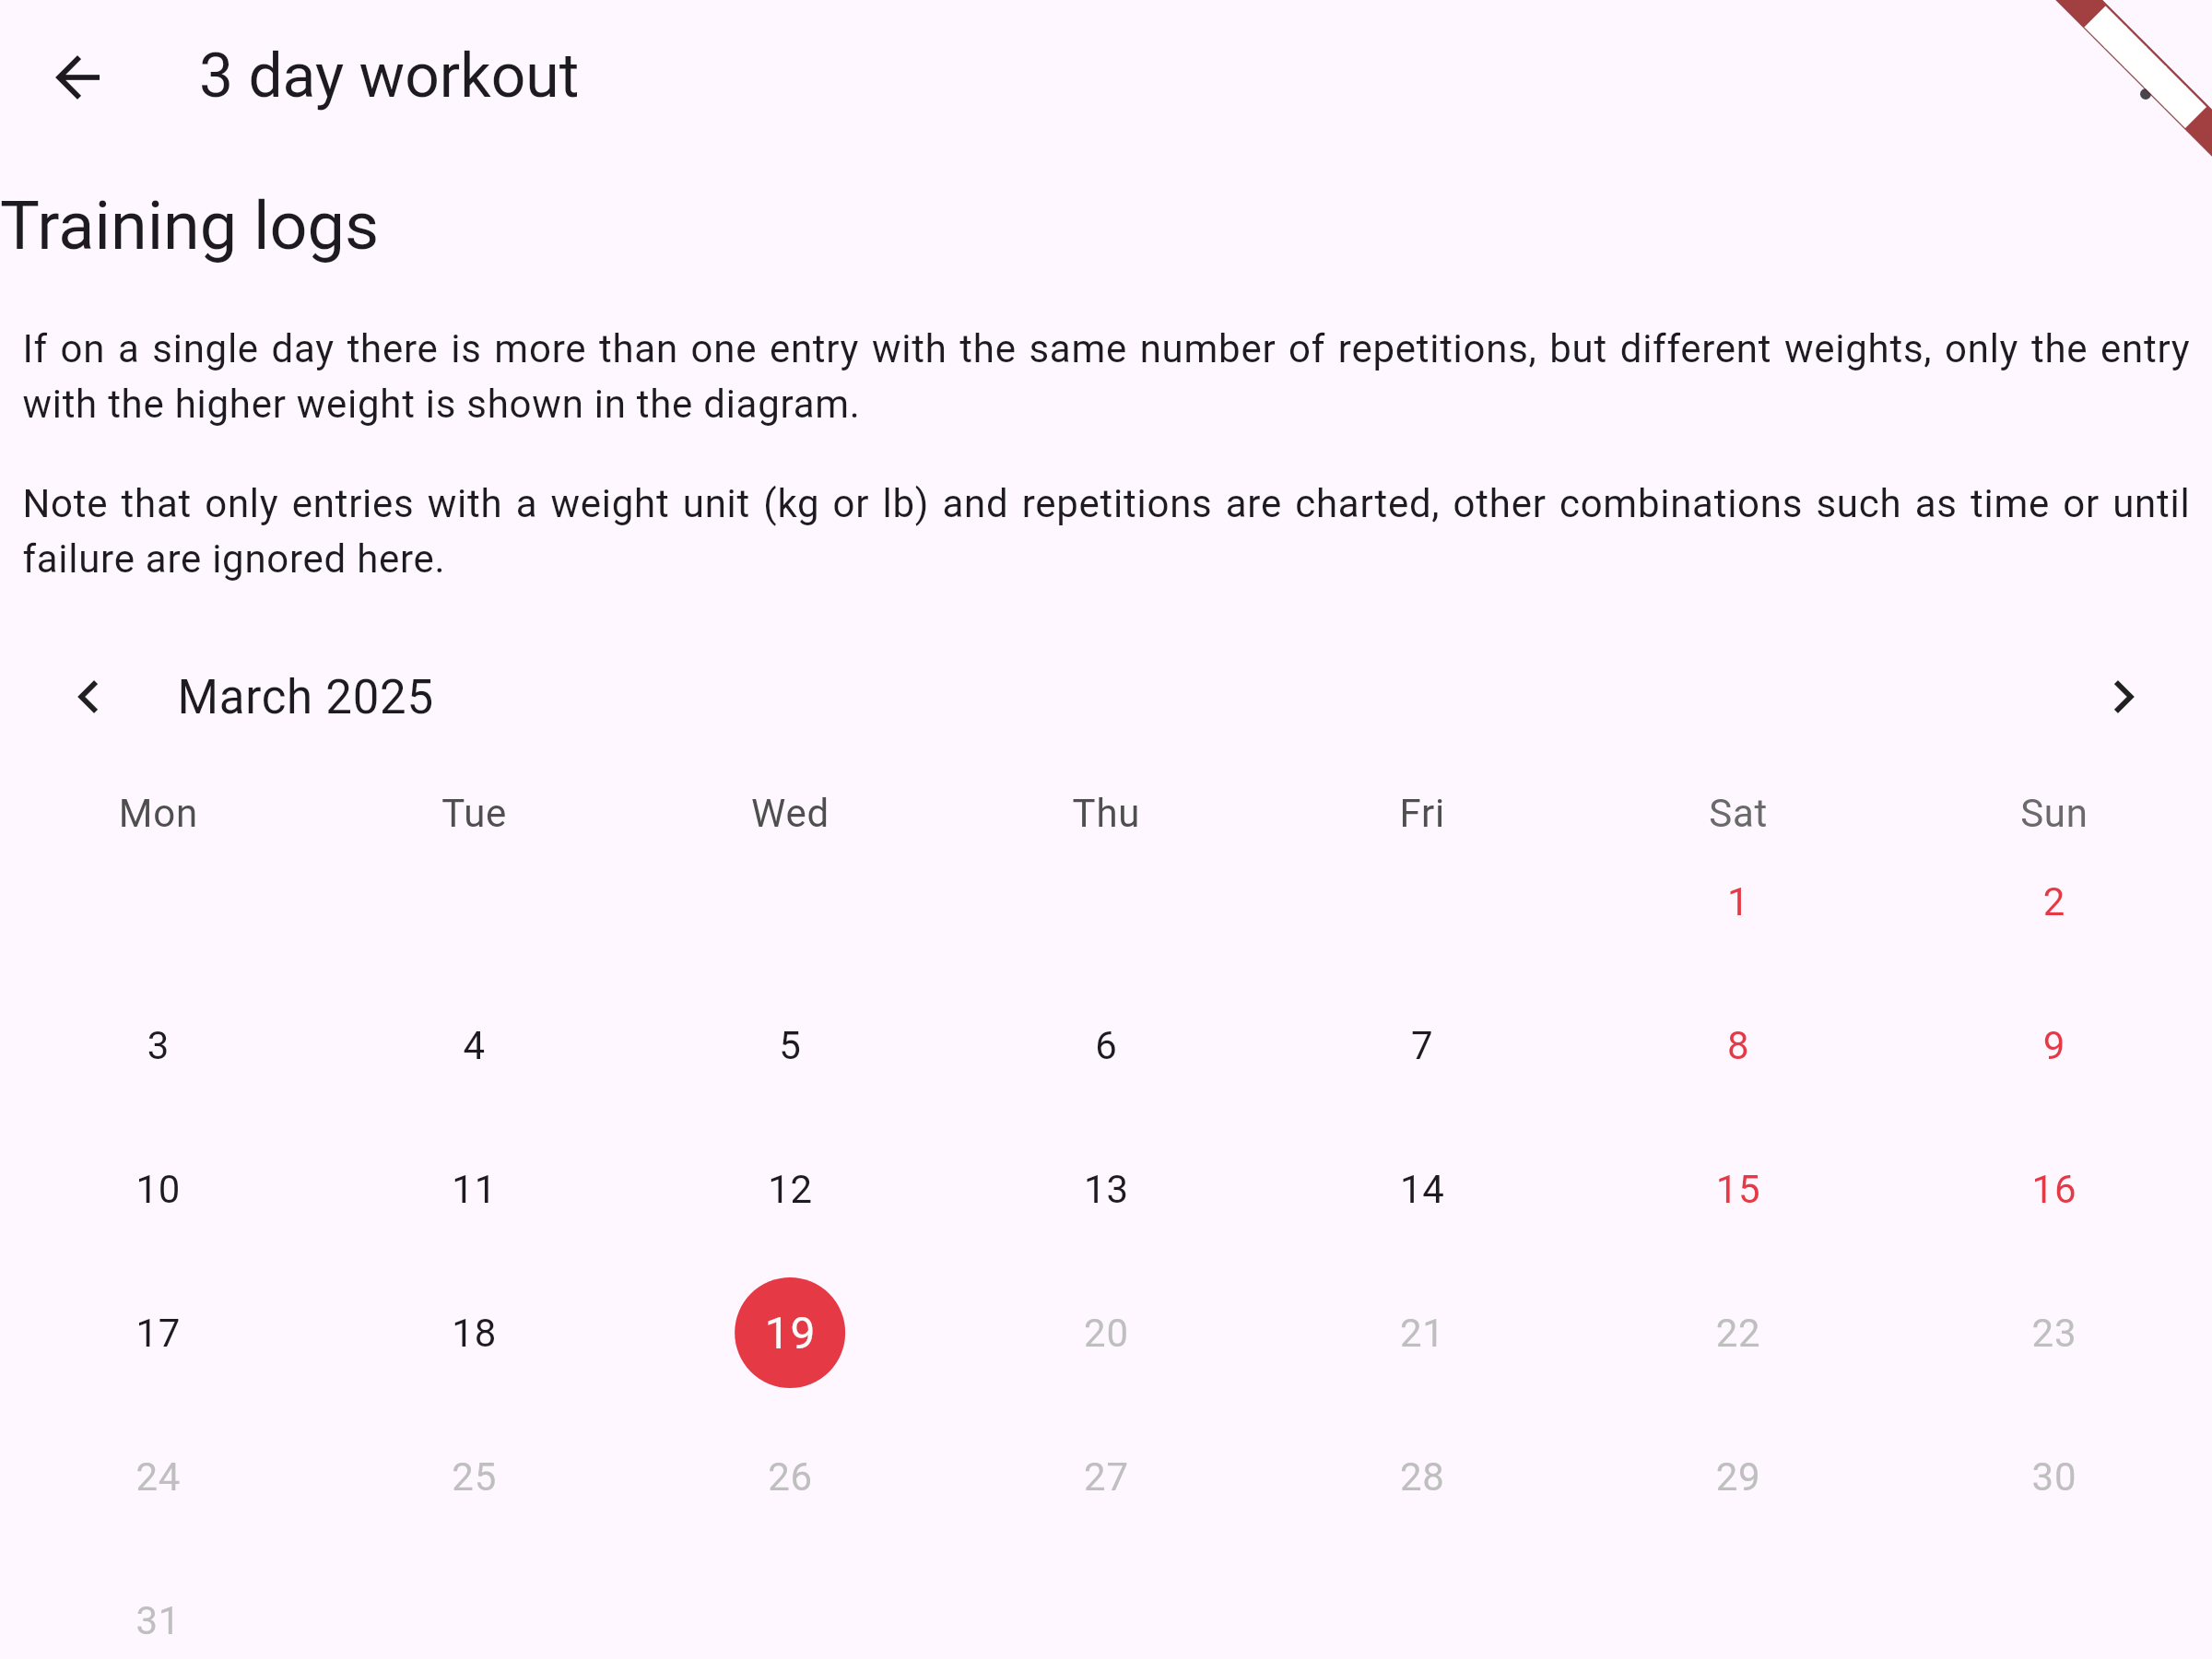 3 day workout
Training logs
If on a single day there is more than one entry with the same number of repetitions, but different weights, only the entry
with the higher weight is shown in the diagram.
Note that only entries with a weight unit (kg or lb) and repetitions are charted, other combinations such as time or until
failure are ignored here.
March 2025
Mon Tue Wed Thu Fri Sat Sun
1 2
3 4 5 6 7 8 9
10 11 12 13 14 15 16
17 18 19 20 21 22 23
24 25 26 27 28 29 30
31